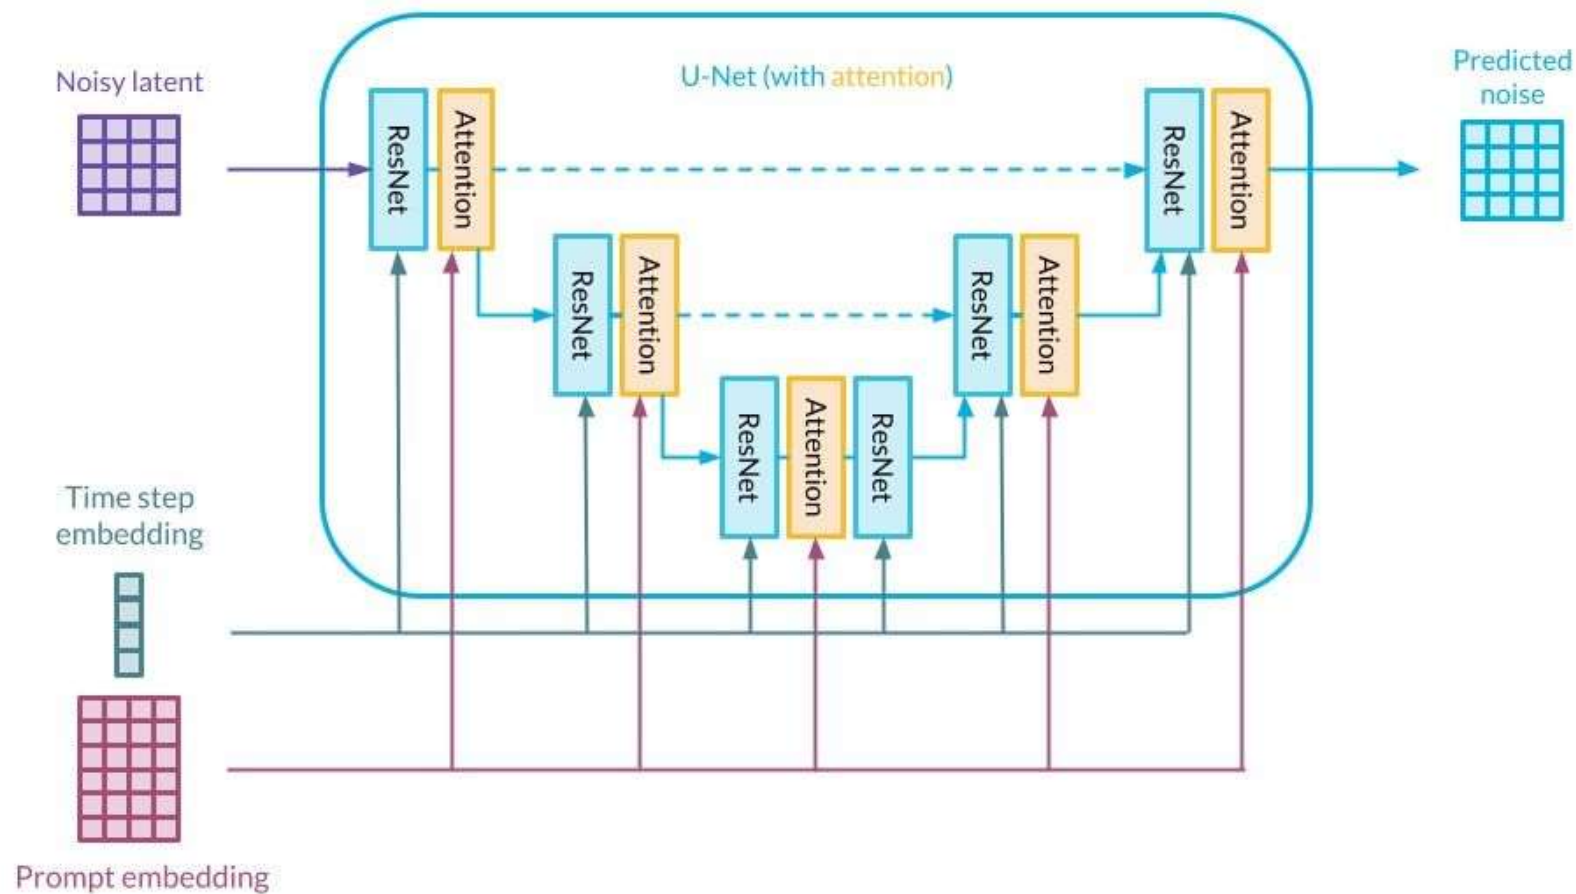 Noisy latent
U-Net (with attention)
Predicted
noise
ResNet
Attention
ResNet
Attention
ResNet
Attention
ResNet
Attention
ResNet
Attention
ResNet
Time step
embedding
Prompt embedding